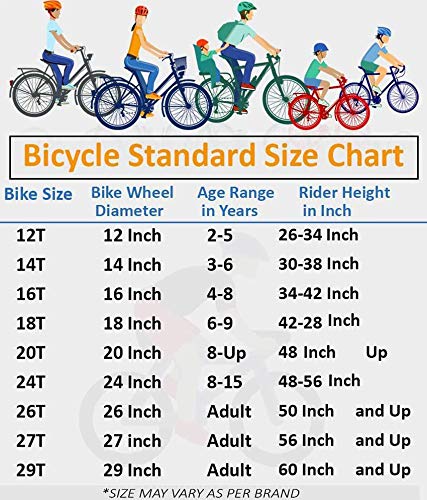 Bicycle Standard Size Chart
Bike Size Bike Wheel Diameter Age Range in Years Rider Height in Inch
12T 12 Inch 2-5 26-34 Inch
14T 14 Inch 3-6 30-38 Inch
16T 16 Inch 4-8 34-42 Inch
18T 18 Inch 6-9 42-28 Inch
20T 20 Inch 8-Up 48 Inch Up
24T 24 Inch 8-15 48-56 Inch
26T 26 Inch Adult 50 Inch and Up
27T 27 inch Adult 56 Inch and Up
29T 29 Inch Adult 60 Inch and Up
*SIZE MAY VARY AS PER BRAND